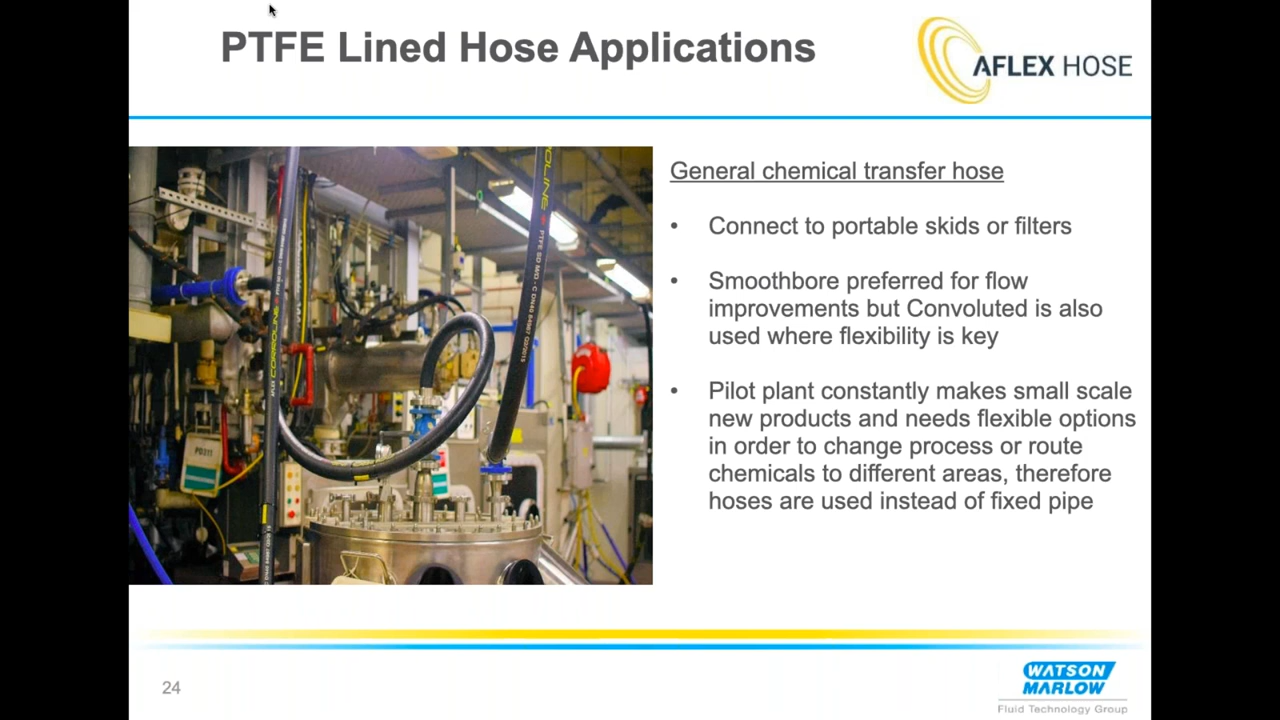 PTFE Lined Hose Applications
AFLEX HOSE
General chemical transfer hose
• Connect to portable skids or filters
• Smoothbore preferred for flow
improvements but Convoluted is also
used where flexibility is key
• Pilot plant constantly makes small scale
new products and needs flexible options
in order to change process or route
chemicals to different areas, therefore
hoses are used instead of fixed pipe
CORROLINE
PTFE
PD311
24
WATSON
MARLOW
Fluid Technology Group